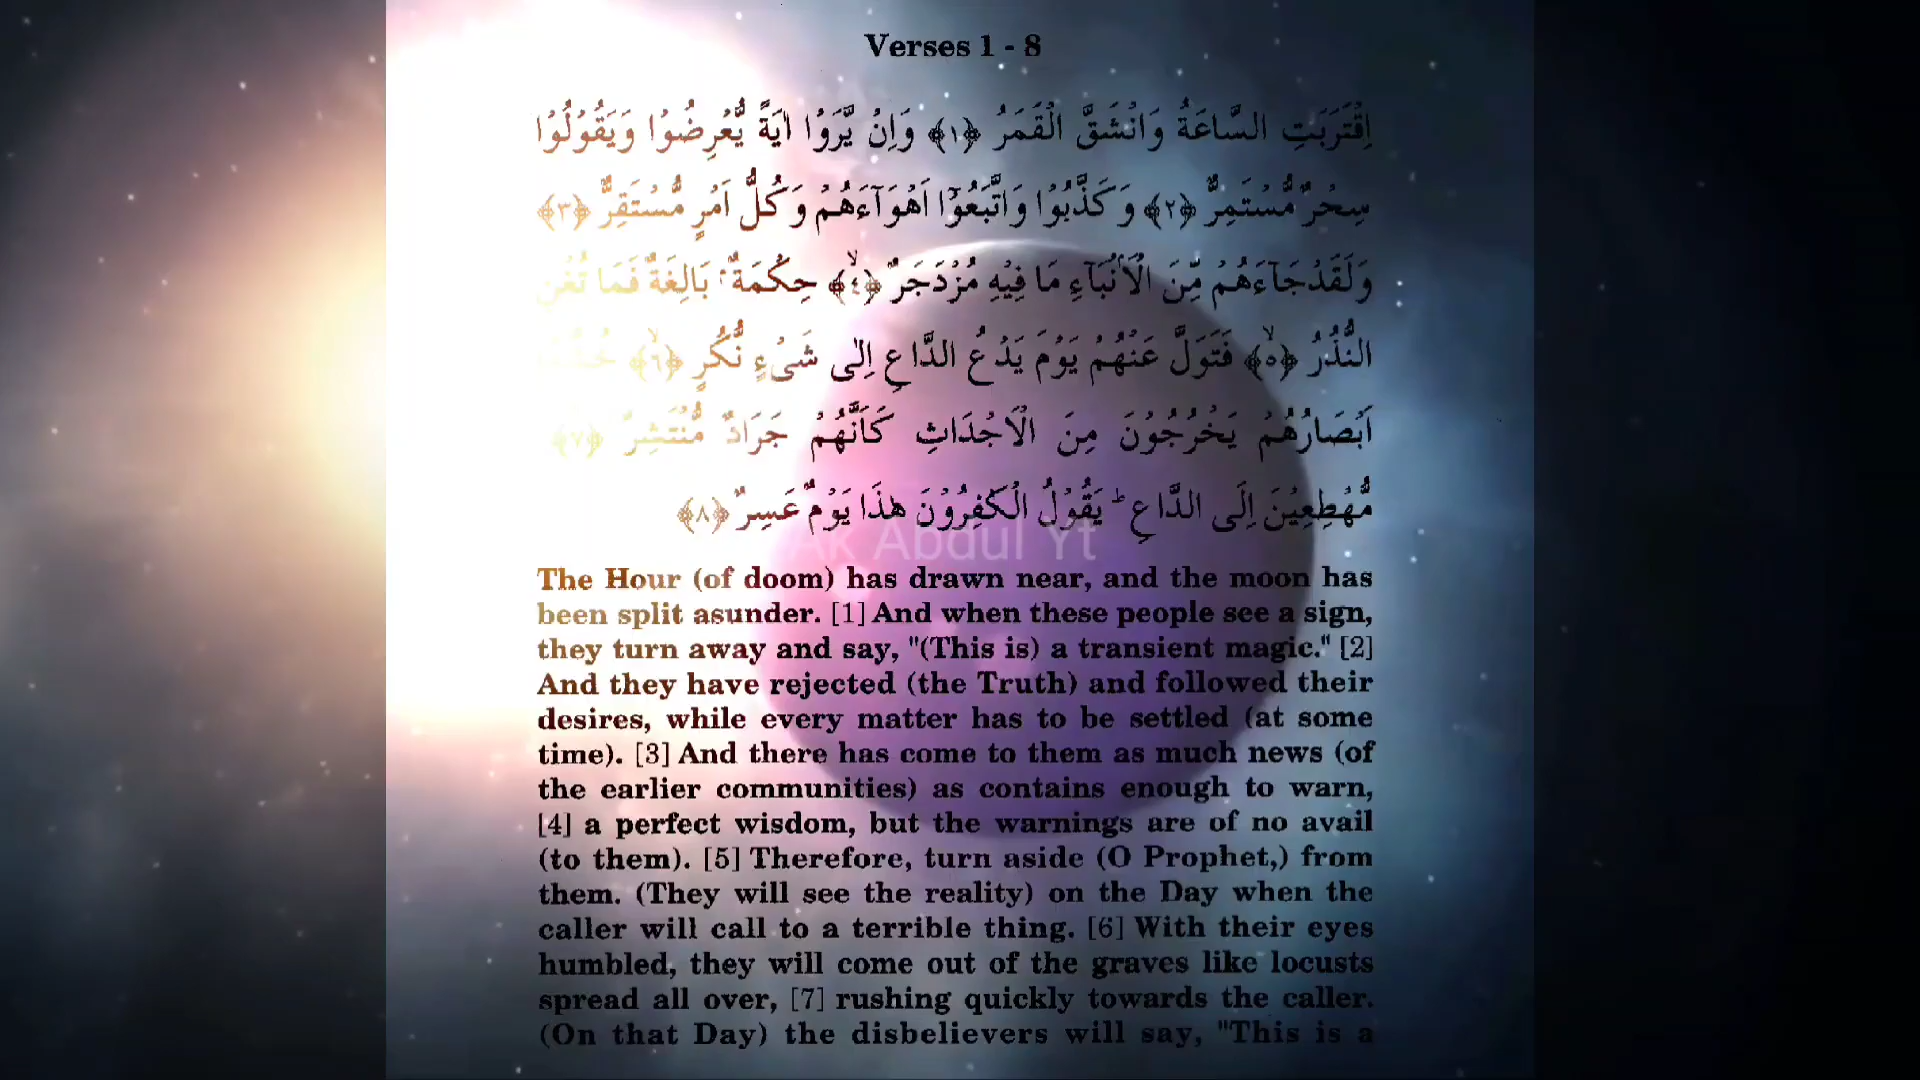 Verses 1 - 8
اِقْتَرَبَتِ السَّاعَةُ وَانْشَقَّ الْقَمَرُ ﴿١﴾ وَاِنْ يَّرَوْا اٰيَةً يُّعْرِضُوْا وَيَقُوْلُوْا
سِحْرٌ مُّسْتَمِرٌّ ﴿٢﴾ وَكَذَّبُوْا وَاتَّبَعُوْٓا اَهْوَآءَهُمْ وَكُلُّ اَمْرٍ مُّسْتَقِرٌّ ﴿٣﴾
وَلَقَدْجَآءَهُمْ مِّنَ الْاَنْۢبَآءِ مَا فِيْهِ مُزْدَجَرٌ ﴿٤﴾ۙ حِكْمَةٌۢ بَالِغَةٌ فَمَا تُغْنِ
النُّذُرُ ﴿٥﴾ۙ فَتَوَلَّ عَنْهُمْ يَوْمَ يَدْعُ الدَّاعِ اِلٰى شَىْءٍ نُّكُرٍ ﴿٦﴾ۙ
اَبْصَارُهُمْ يَخْرُجُوْنَ مِنَ الْاَجْدَاثِ كَاَنَّهُمْ جَرَادٌ مُّنْتَشِرٌ ﴿٧﴾
مُّهْطِعِيْنَ اِلَى الدَّاعِ ؕ يَقُوْلُ الْكٰفِرُوْنَ هٰذَا يَوْمٌ عَسِرٌ ﴿٨﴾
Ak Abdul Yt
The Hour (of doom) has drawn near, and the moon has
been split asunder. [1] And when these people see a sign,
they turn away and say, "(This is) a transient magic." [2]
And they have rejected (the Truth) and followed their
desires, while every matter has to be settled (at some
time). [3] And there has come to them as much news (of
the earlier communities) as contains enough to warn,
[4] a perfect wisdom, but the warnings are of no avail
(to them). [5] Therefore, turn aside (O Prophet,) from
them. (They will see the reality) on the Day when the
caller will call to a terrible thing. [6] With their eyes
humbled, they will come out of the graves like locusts
spread all over, [7] rushing quickly towards the caller.
(On that Day) the disbelievers will say, "This is a